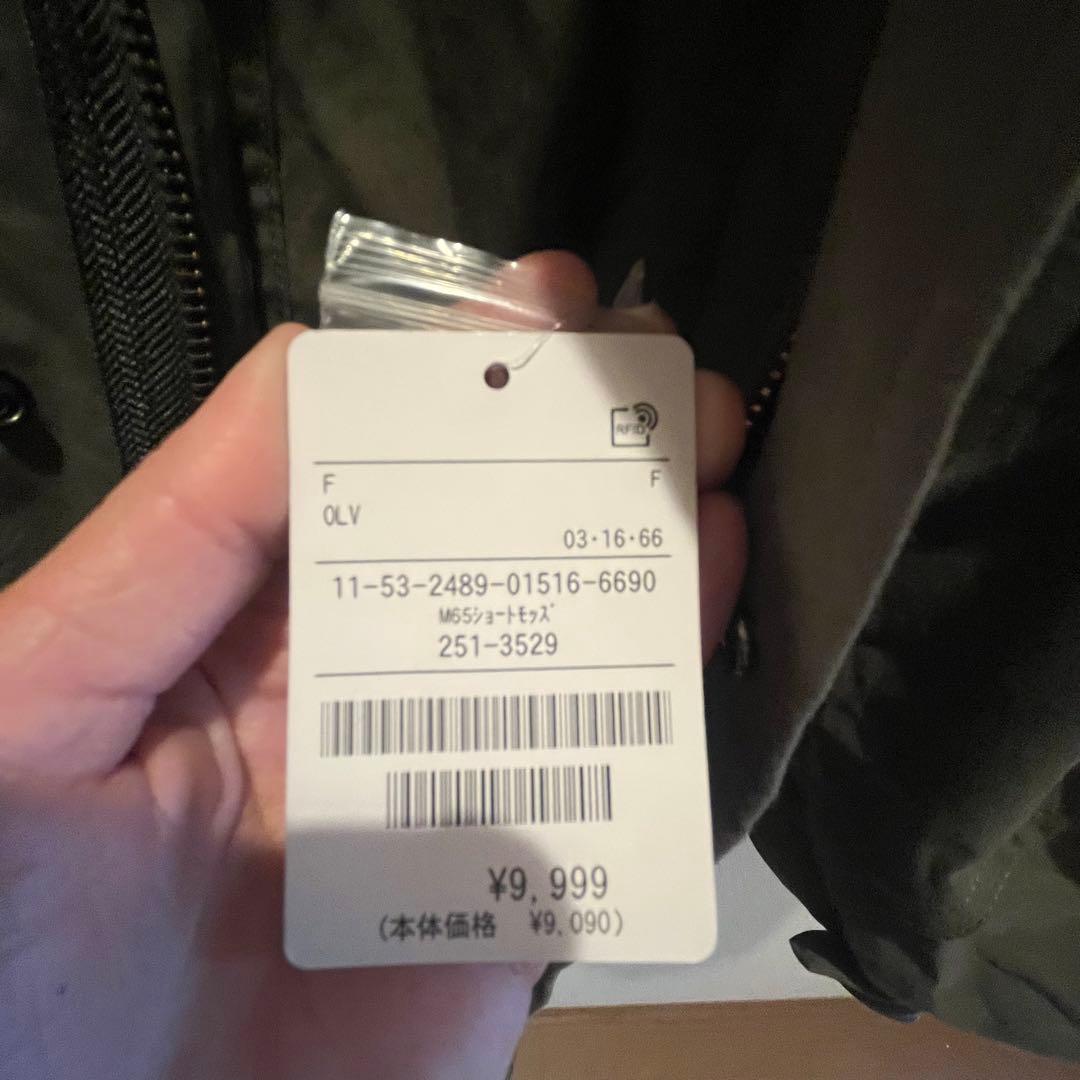 RFID
F F
OLV
03・16・66
11-53-2489-01516-6690
M65ｼｮｰﾄﾓｯｽﾞ
251-3529
¥9,999
(本体価格 ¥9,090)